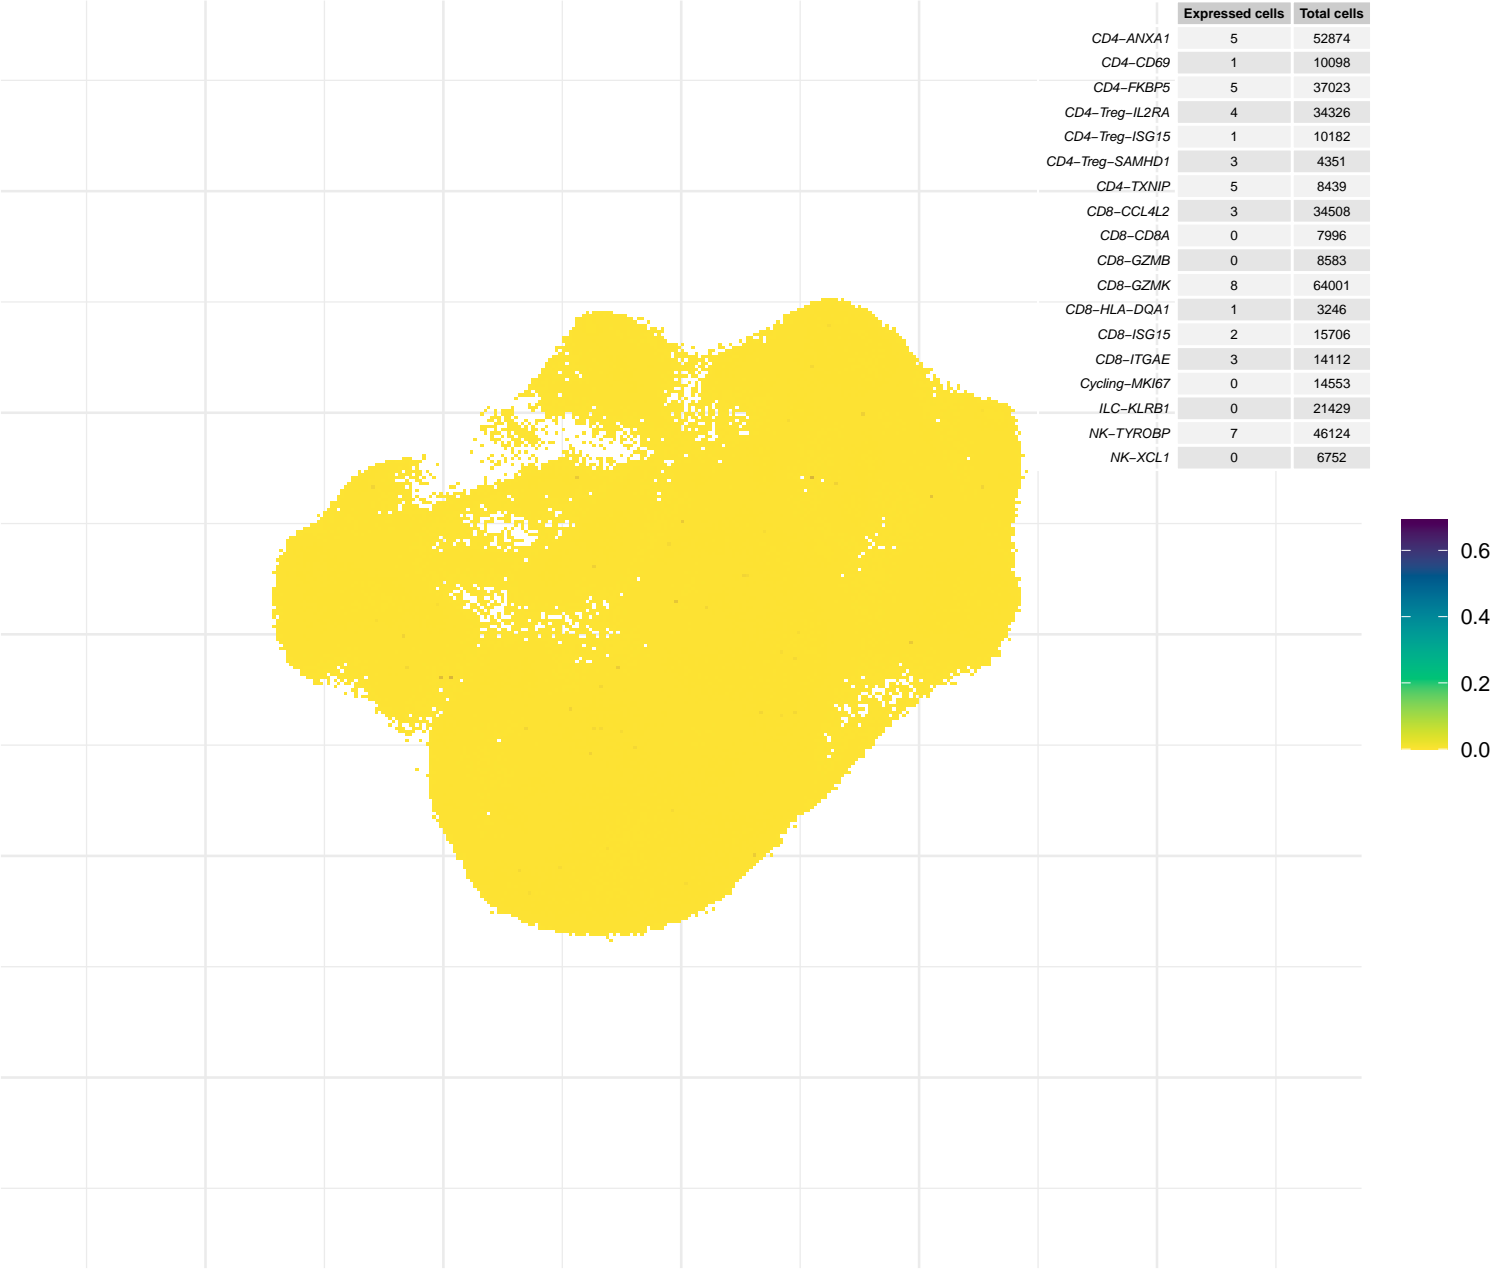 Expressed cells Total cells
CD4−ANXA1 5 52874
CD4−CD69 1 10098
CD4−FKBP5 5 37023
CD4−Treg−IL2RA 4 34326
CD4−Treg−ISG15 1 10182
CD4−Treg−SAMHD1 3 4351
CD4−TXNIP 5 8439
CD8−CCL4L2 3 34508
CD8−CD8A 0 7996
CD8−GZMB 0 8583
CD8−GZMK 8 64001
CD8−HLA−DQA1 1 3246
CD8−ISG15 2 15706
CD8−ITGAE 3 14112
Cycling−MKI67 0 14553
ILC−KLRB1 0 21429
NK−TYROBP 7 46124
NK−XCL1 0 6752
0.6
0.4
0.2
0.0